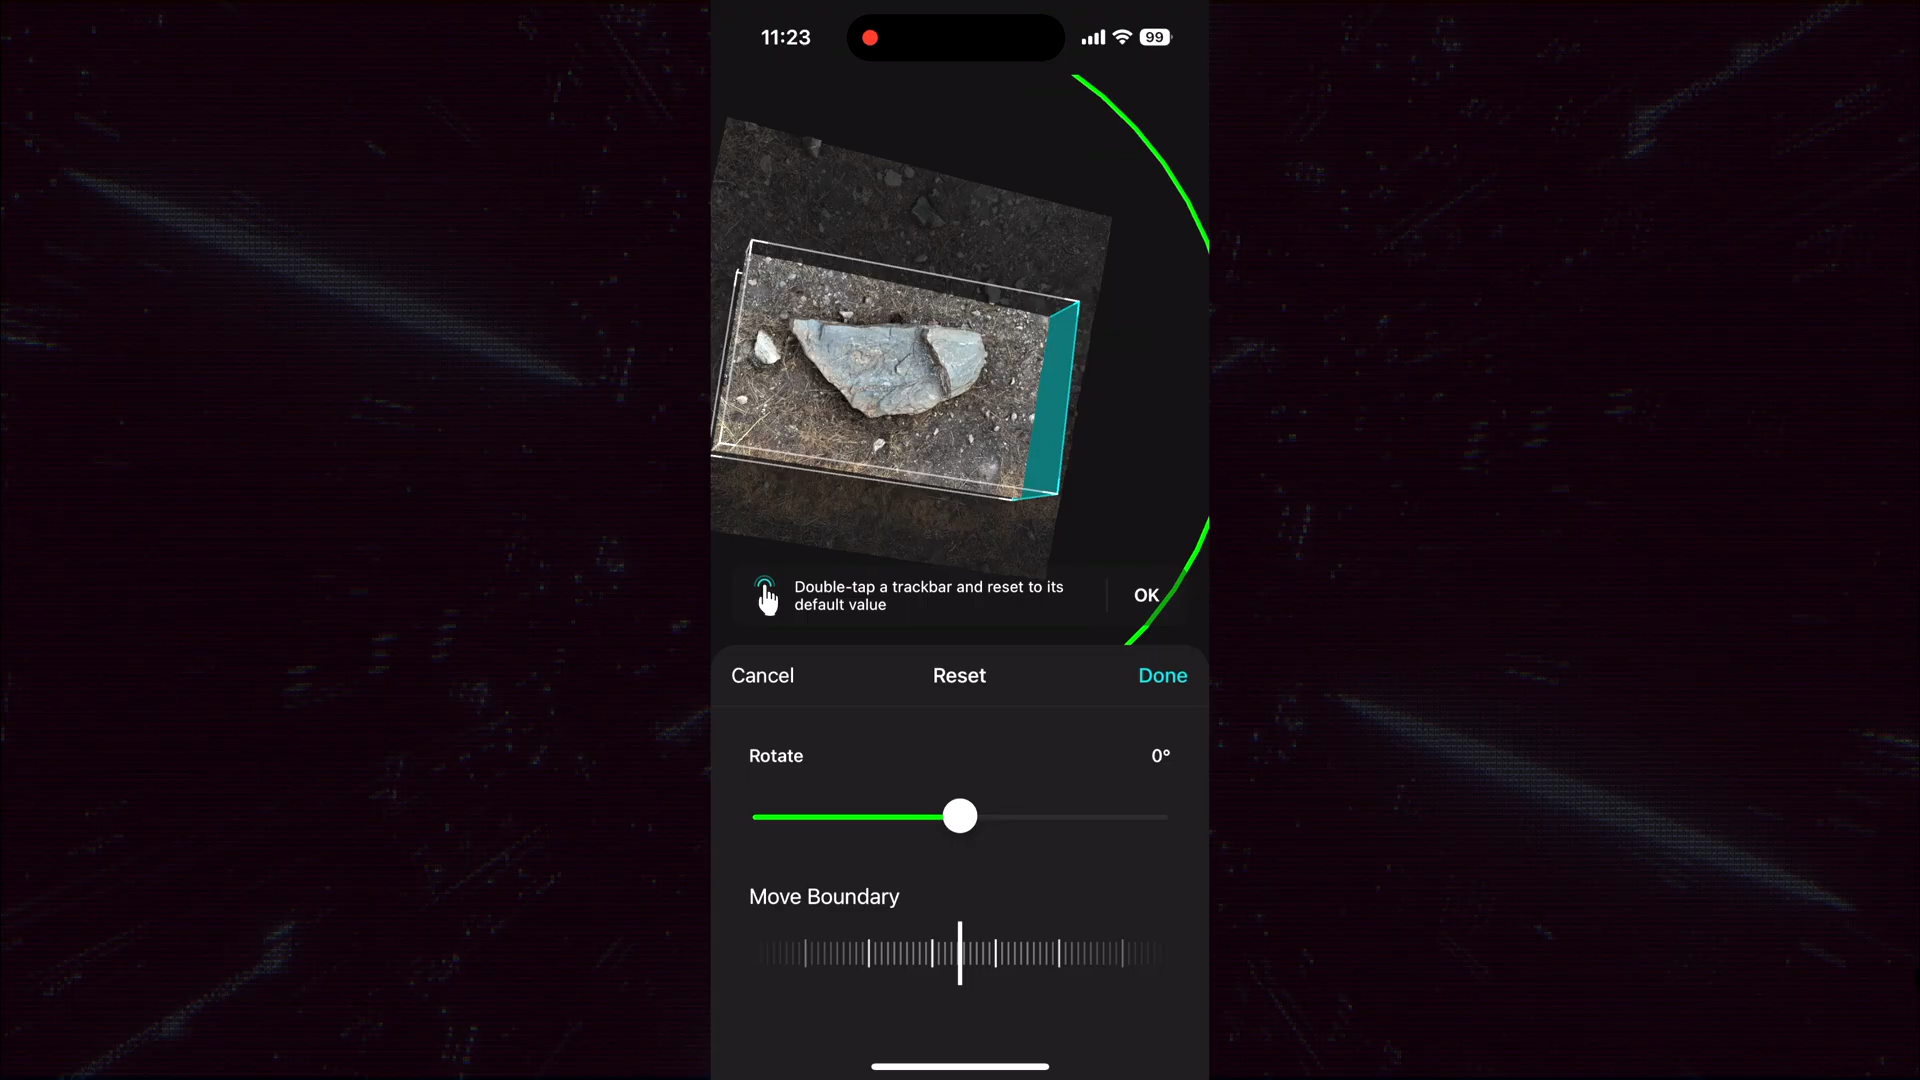 11:23
99
Double-tap a trackbar and reset to its
default value
OK
Cancel
Reset
Done
Rotate
0°
Move Boundary